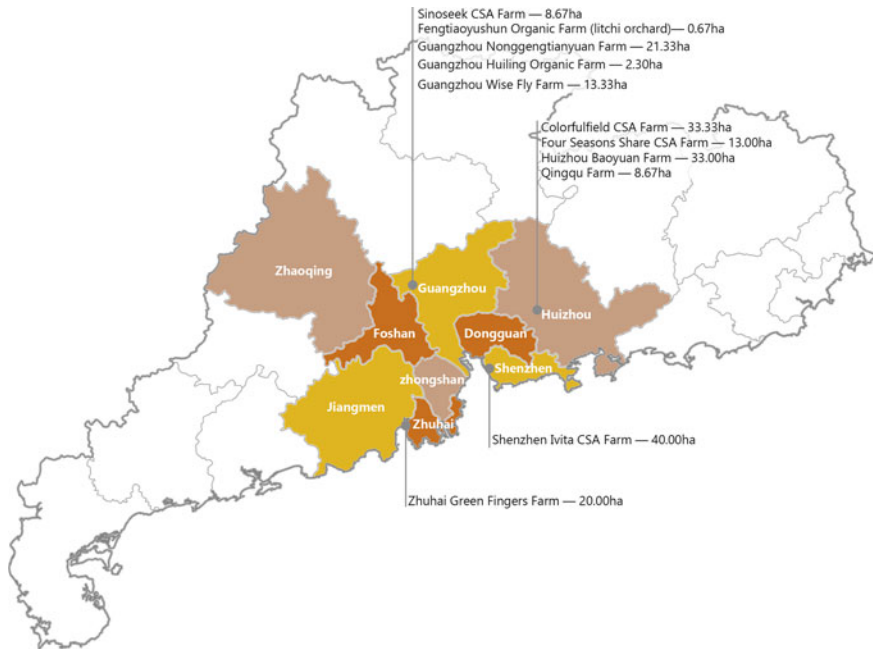 Sinoseek CSA Farm — 8.67ha
Fengtiaoyushun Organic Farm (litchi orchard)— 0.67ha
Guangzhou Nonggengtianyuan Farm — 21.33ha
Guangzhou Huiling Organic Farm — 2.30ha
Guangzhou Wise Fly Farm — 13.33ha
Colorfulfield CSA Farm — 33.33ha
Four Seasons Share CSA Farm — 13.00ha
Huizhou Baoyuan Farm — 33.00ha
Qingqu Farm — 8.67ha
Zhaoqing
Guangzhou
Huizhou
Foshan
Dongguan
Shenzhen
zhongshan
Jiangmen
Zhuhai
Shenzhen Ivita CSA Farm — 40.00ha
Zhuhai Green Fingers Farm — 20.00ha